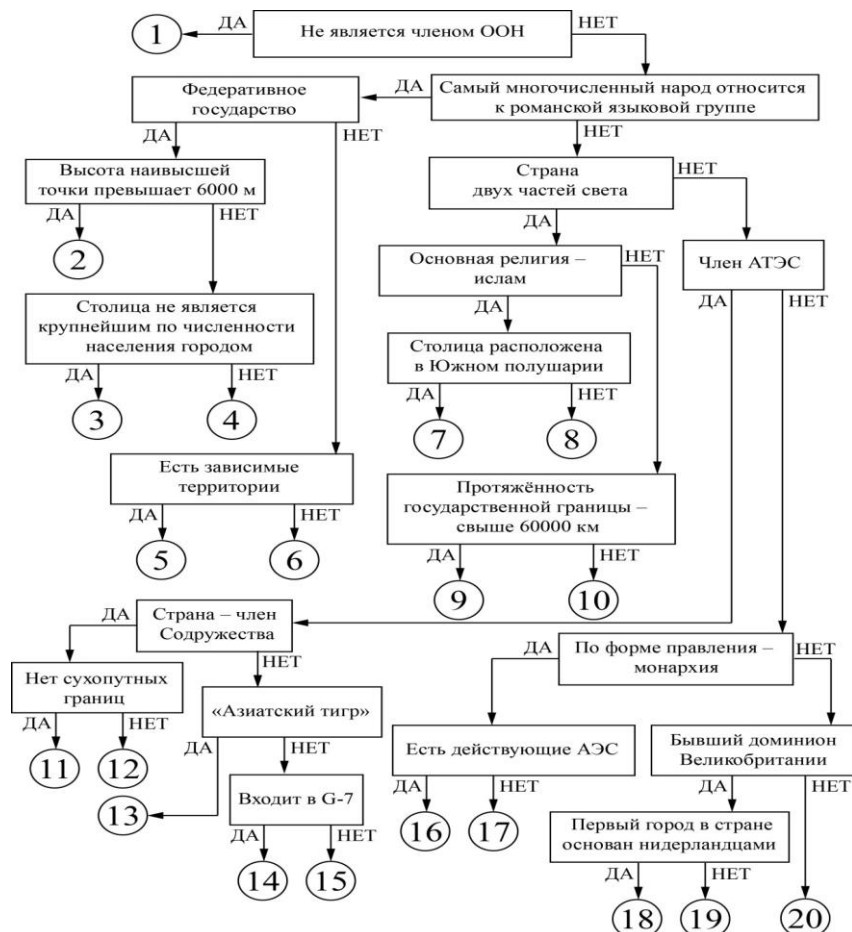 ДА
Не является членом ООН
НЕТ
1
Федеративное
государство
ДА
Самый многочисленный народ относится
к романской языковой группе
ДА
НЕТ
НЕТ
Высота наивысшей
точки превышает 6000 м
Страна
двух частей света
НЕТ
ДА
НЕТ
2
ДА
Основная религия –
ислам
НЕТ
Член АТЭС
Столица не является
крупнейшим по численности
населения городом
ДА
ДА
НЕТ
Столица расположена
в Южном полушарии
ДА
НЕТ
ДА
НЕТ
3
4
7
8
Есть зависимые
территории
Протяжённость
государственной границы –
свыше 60000 км
ДА
НЕТ
5
6
ДА
НЕТ
9
10
ДА
Страна – член
Содружества
НЕТ
ДА
По форме правления –
монархия
НЕТ
Нет сухопутных
границ
«Азиатский тигр»
ДА
НЕТ
ДА
НЕТ
Есть действующие АЭС
Бывший доминион
Великобритании
11
12
Входит в G-7
ДА
НЕТ
ДА
НЕТ
13
ДА
НЕТ
16
17
Первый город в стране
основан нидерландцами
14
15
ДА
НЕТ
18
19
20